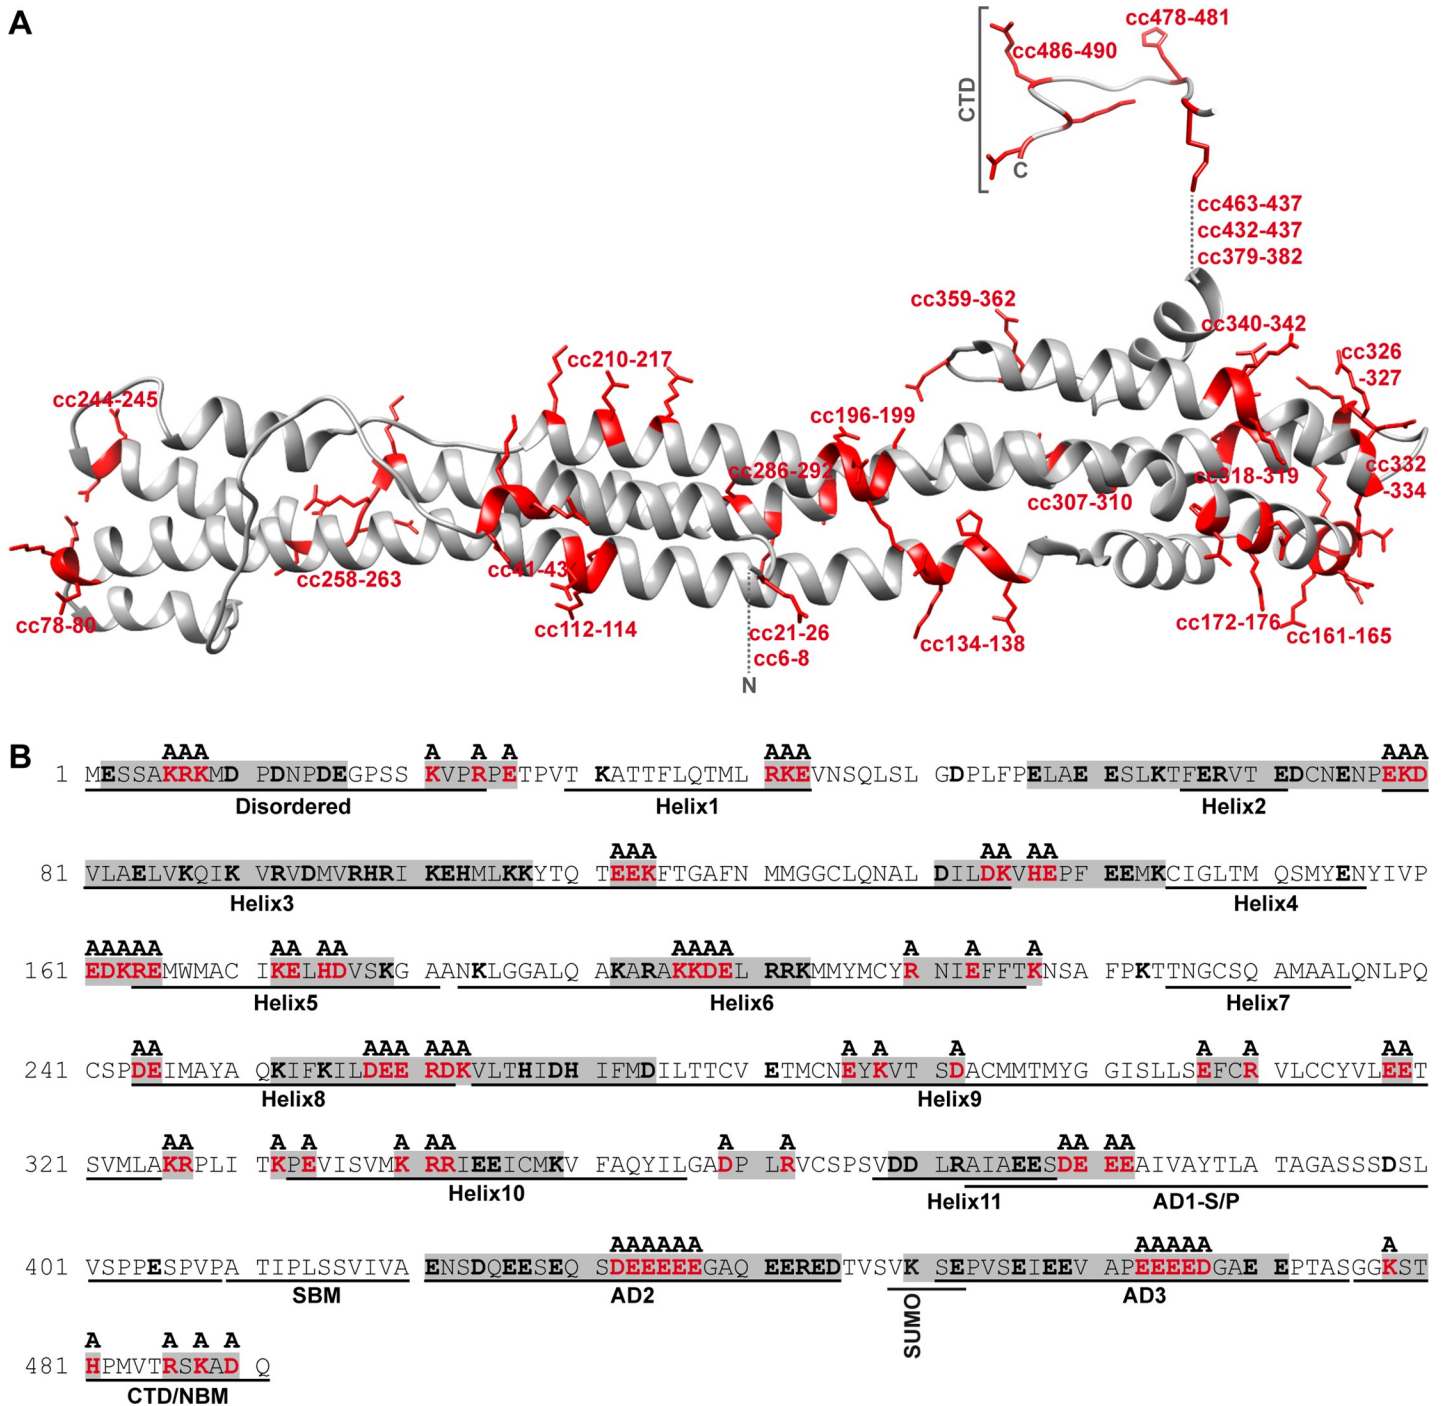 A
cc478-481
cc486-490
CTD
C
cc463-437
cc432-437
cc379-382
cc359-362
cc340-342
cc326
-327
cc210-217
cc244-245
cc196-199
cc286-292
cc318-319
cc332
-334
cc307-310
cc258-263
cc41-43
cc78-80
cc112-114
cc21-26
cc6-8
cc134-138
cc172-176
cc161-165
N
B
AAA A A A AAA AAA
1 MESSAKRKMD PDNPDEGPSS KVPRPETPVT KATTFLQTML RKEVNSQLSL GDPLFPELAE ESLKTFERVT EDCNENPEKD
Disordered Helix1 Helix2
AAA AA AA
81 VLAELVKQIK VRVDMVRHRI KEHMLKKYTQ TEEKFTGAFN MMGGCLQNAL DILDKVHEPF EEMKCIGLTM QSMYENYIVP
Helix3 Helix4
AAAAA AA AA AAAA A A A
161 EDKREMWMAC IKELHDVSKG AANKLGGALQ AKARAKKDEL RRKMMYMCYR NIEFFTKNSA FPKTTNGCSQ AMAALQNLPQ
Helix5 Helix6 Helix7
AA AAA AAA A A A A A AA
241 CSPDEIMAYA QKIFKILDEE RDKVLTHIDH IFMDILTTCV ETMCNEYKVT SDACMMTMYG GISLLSEFCR VLCCYVLEET
Helix8 Helix9
AA A A A AA A A AA AA
321 SVMLAKRPLI TKPEVISVMK RRIEEICMKV FAQYILGADP LRVCSPSVDD LRAIAEESDE EEAIVAYTLA TAGASSSDSL
Helix10 Helix11 AD1-S/P
AAAAAA AAAAA A
401 VSPPESPVPA TIPLSSVIVA ENSDQEESEQ SDEEEEEGAQ EEREDTVSVK SEPVSEIEEV APEEEEDGAE EPTASGGKST
SBM AD2 SUMO AD3
A A A A
481 HPMVTRSKAD Q
CTD/NBM